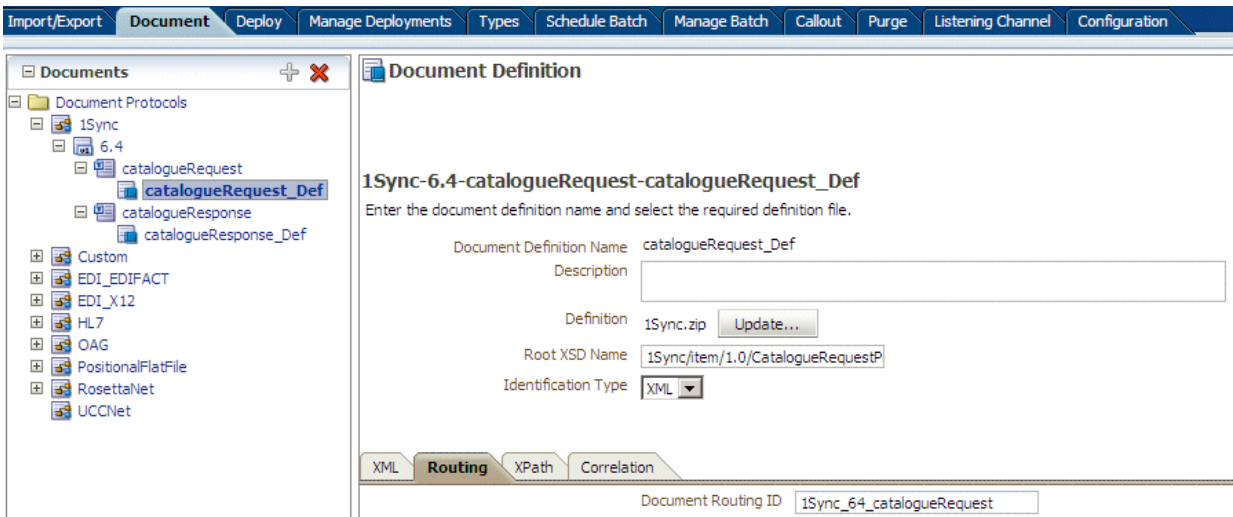 Import/Export Document Deploy Manage Deployments Types Schedule Batch Manage Batch Callout Purge Listening Channel Configuration
Documents
Document Protocols
1Sync
6.4
catalogueRequest
catalogueRequest_Def
catalogueResponse
catalogueResponse_Def
Custom
EDI_EDIFACT
EDI_X12
HL7
OAG
PositionalFlatFile
RosettaNet
UCCNet
Document Definition
1Sync-6.4-catalogueRequest-catalogueRequest_Def
Enter the document definition name and select the required definition file.
Document Definition Name catalogueRequest_Def
Description
Definition 1Sync.zip Update...
Root XSD Name 1Sync/item/1.0/CatalogueRequestP
Identification Type XML
XML Routing XPath Correlation
Document Routing ID 1Sync_64_catalogueRequest